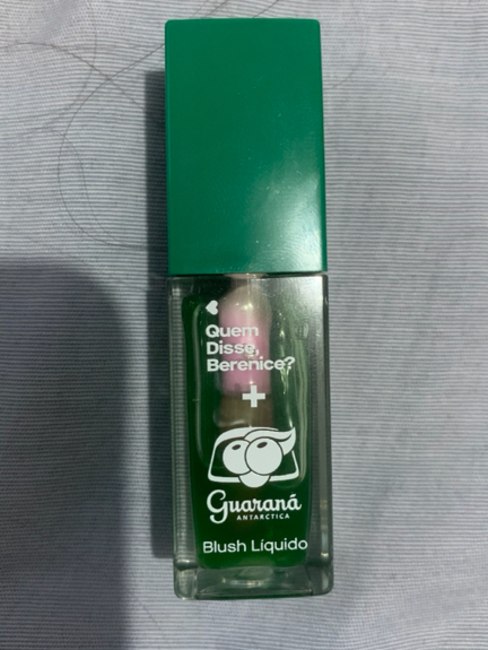 Quem
Disse,
Berenice?
+
Guaraná
ANTARCTICA
Blush Líquido